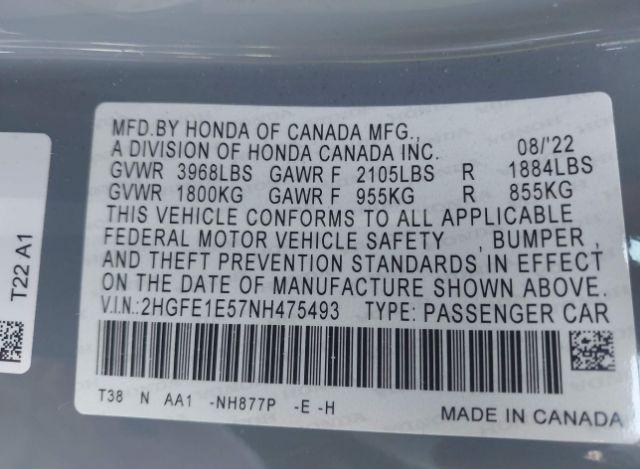 MFD.BY HONDA OF CANADA MFG.,
A DIVISION OF HONDA CANADA INC. 08/'22
GVWR 3968LBS GAWR F 2105LBS R 1884LBS
GVWR 1800KG GAWR F 955KG R 855KG
THIS VEHICLE CONFORMS TO ALL APPLICABLE
FEDERAL MOTOR VEHICLE SAFETY , BUMPER ,
AND THEFT PREVENTION STANDARDS IN EFFECT
ON THE DATE OF MANUFACTURE SHOWN ABOVE.
V.I.N.:2HGFE1E57NH475493 TYPE: PASSENGER CAR
T38 N AA1 -NH877P -E -H
MADE IN CANADA
T22 A1